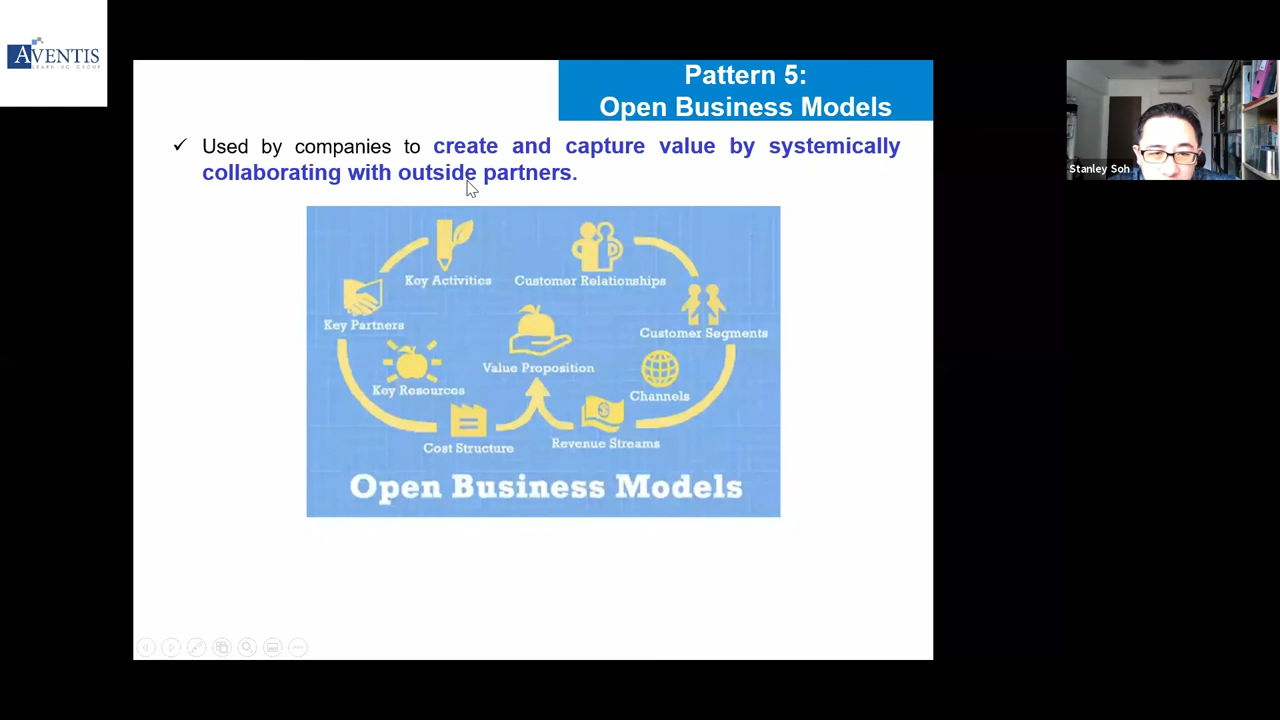 AVENTIS
LEARNING GROUP
Pattern 5:
Open Business Models
✓ Used by companies to create and capture value by systemically
collaborating with outside partners.
Stanley Soh
Key Activities
Customer Relationships
Key Partners
Customer Segments
Value Proposition
Key Resources
Channels
Cost Structure
Revenue Streams
Open Business Models